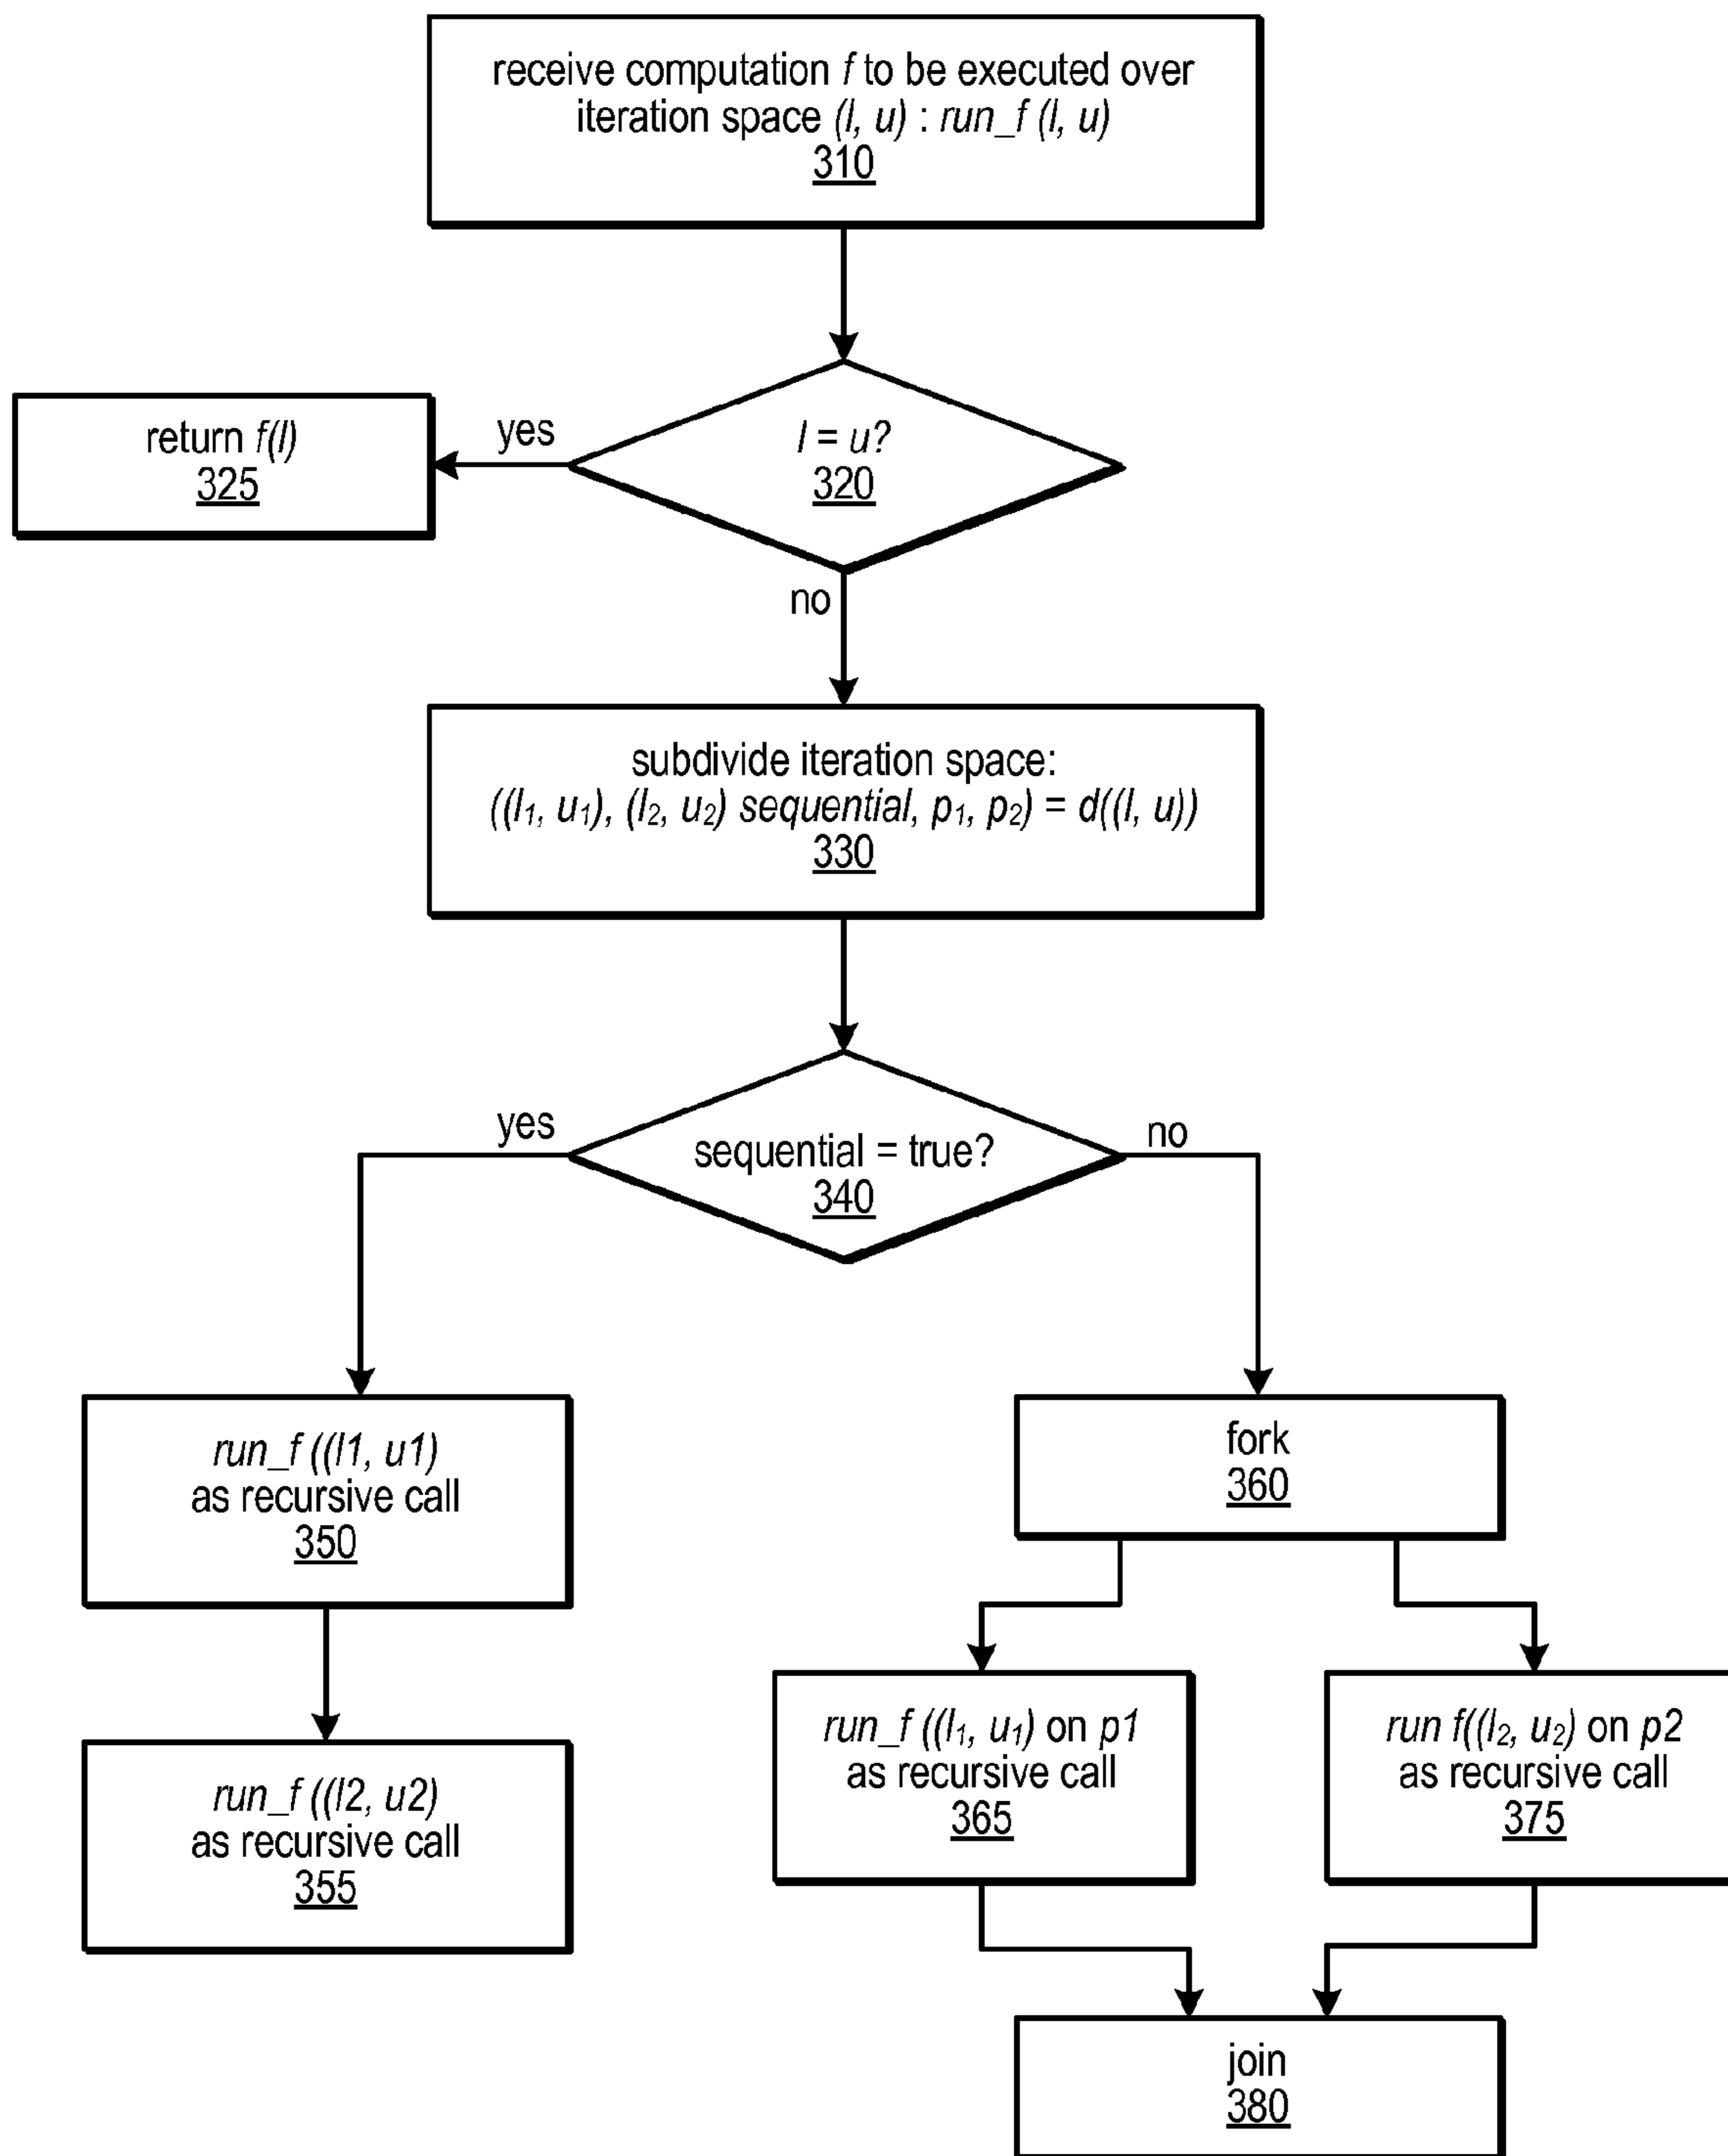 receive computation f to be executed over
iteration space (l, u) : run_f (l, u)
310
l = u?
320
yes
return f(l)
325
no
subdivide iteration space:
((l₁, u₁), (l₂, u₂) sequential, p₁, p₂) = d((l, u))
330
sequential = true?
340
yes
no
run_f ((l1, u1)
as recursive call
350
run_f ((l2, u2)
as recursive call
355
fork
360
run_f ((l₁, u₁) on p1
as recursive call
365
run f((l₂, u₂) on p2
as recursive call
375
join
380